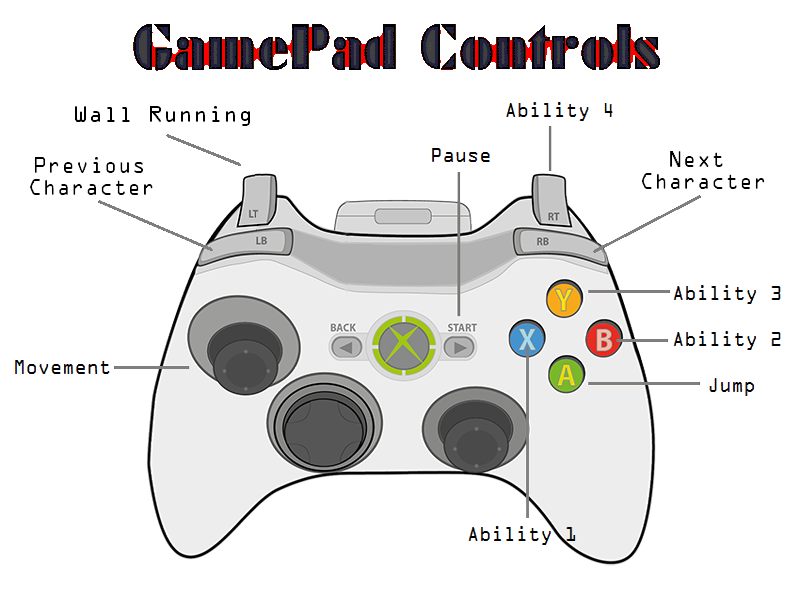 GamePad Controls
Wall Running
Ability 4
Pause
Previous
Character
Next
Character
LT
RT
LB
RB
Y
Ability 3
BACK
START
X
B
Ability 2
Movement
A
Jump
Ability 1